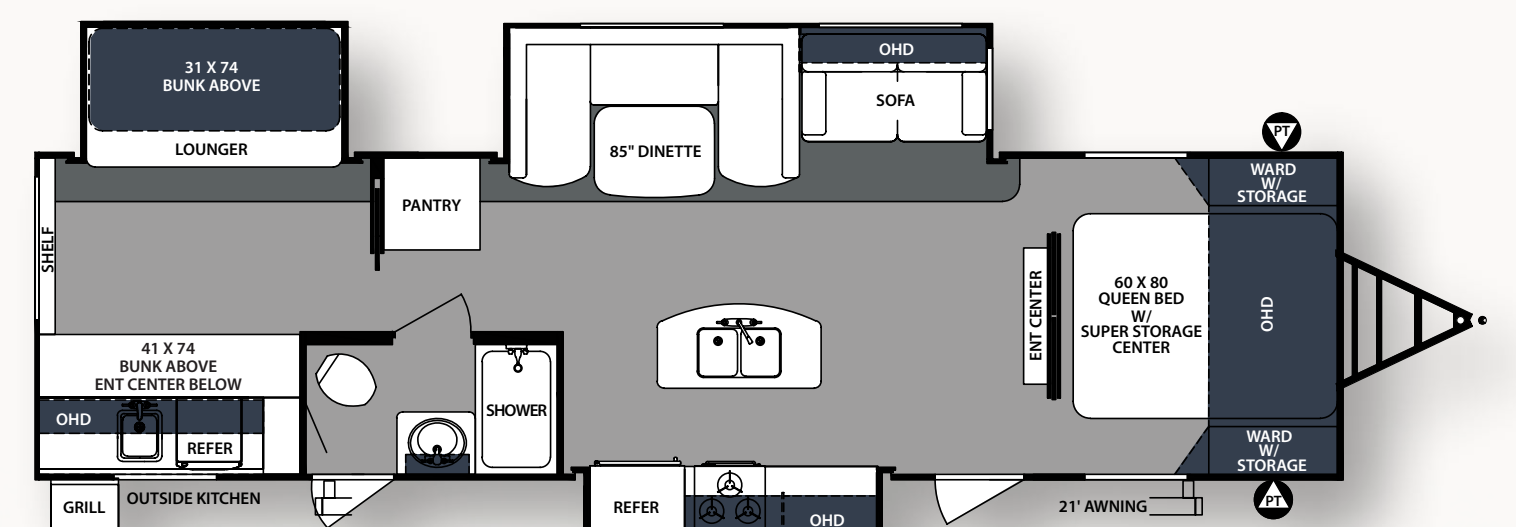 31 X 74
BUNK ABOVE
LOUNGER
OHD
SOFA
85" DINETTE
PT
WARD
W/
STORAGE
PANTRY
SHELF
ENT CENTER
60 X 80
QUEEN BED
W/
SUPER STORAGE
CENTER
OHD
41 X 74
BUNK ABOVE
ENT CENTER BELOW
OHD
REFER
SHOWER
WARD
W/
STORAGE
GRILL
OUTSIDE KITCHEN
REFER
OHD
21' AWNING
PT